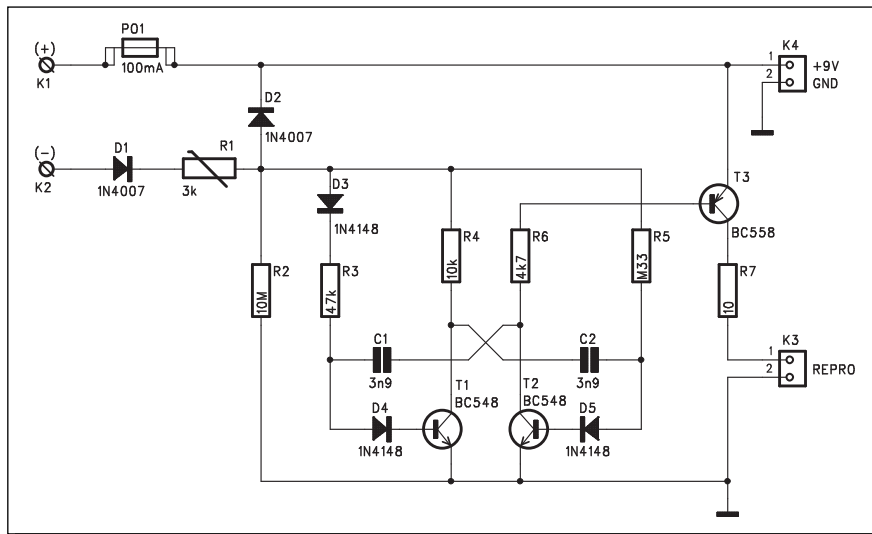 PO1
(+)
K1
100mA
K4
1
+9V
2
GND
D2
1N4007
(-)
K2
D1
1N4007
R1
3k
D3
1N4148
T3
BC558
R4
10k
R6
4k7
R5
M33
R2
10M
R3
47k
R7
10
C1
3n9
C2
3n9
K3
1
2
REPRO
T1
BC548
T2
BC548
D4
1N4148
D5
1N4148